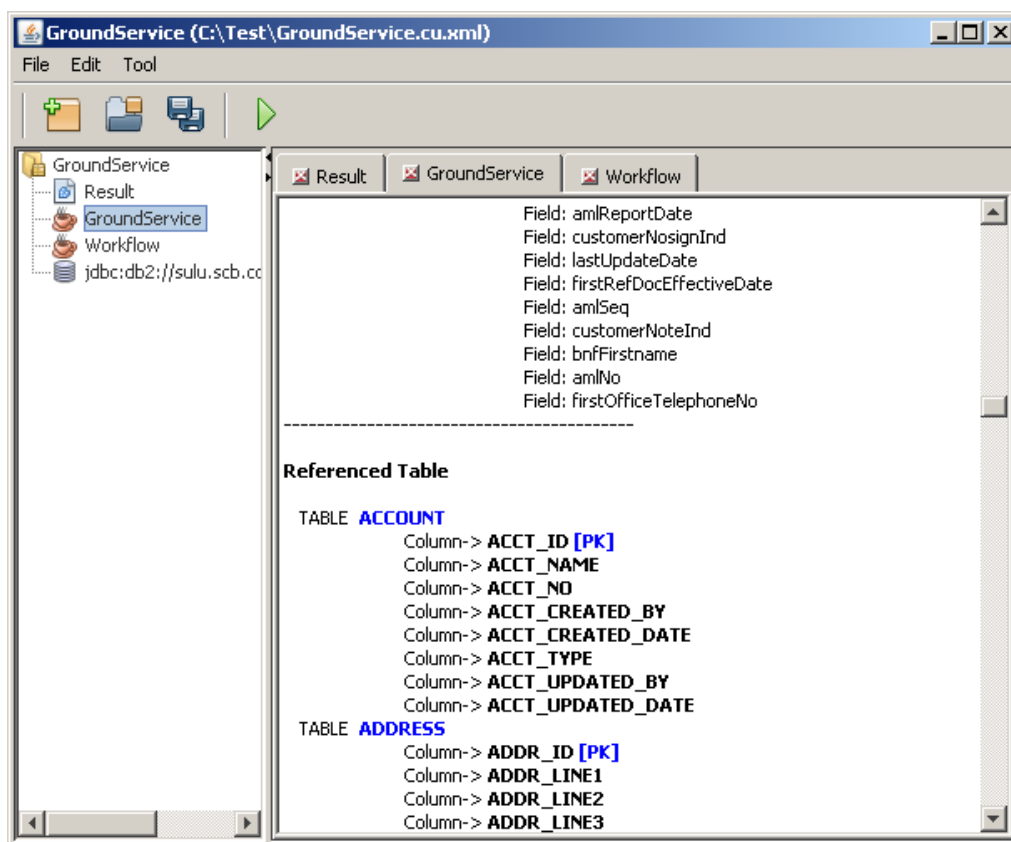 GroundService (C:\Test\GroundService.cu.xml)
File Edit Tool
GroundService
Result
GroundService
Workflow
jdbc:db2://sulu.scb.cc
Result GroundService Workflow
Field: amlReportDate
Field: customerNosignInd
Field: lastUpdateDate
Field: firstRefDocEffectiveDate
Field: amlSeq
Field: customerNoteInd
Field: bnfFirstname
Field: amlNo
Field: firstOfficeTelephoneNo
------------------------------------------
Referenced Table
TABLE ACCOUNT
Column-> ACCT_ID [PK]
Column-> ACCT_NAME
Column-> ACCT_NO
Column-> ACCT_CREATED_BY
Column-> ACCT_CREATED_DATE
Column-> ACCT_TYPE
Column-> ACCT_UPDATED_BY
Column-> ACCT_UPDATED_DATE
TABLE ADDRESS
Column-> ADDR_ID [PK]
Column-> ADDR_LINE1
Column-> ADDR_LINE2
Column-> ADDR_LINE3